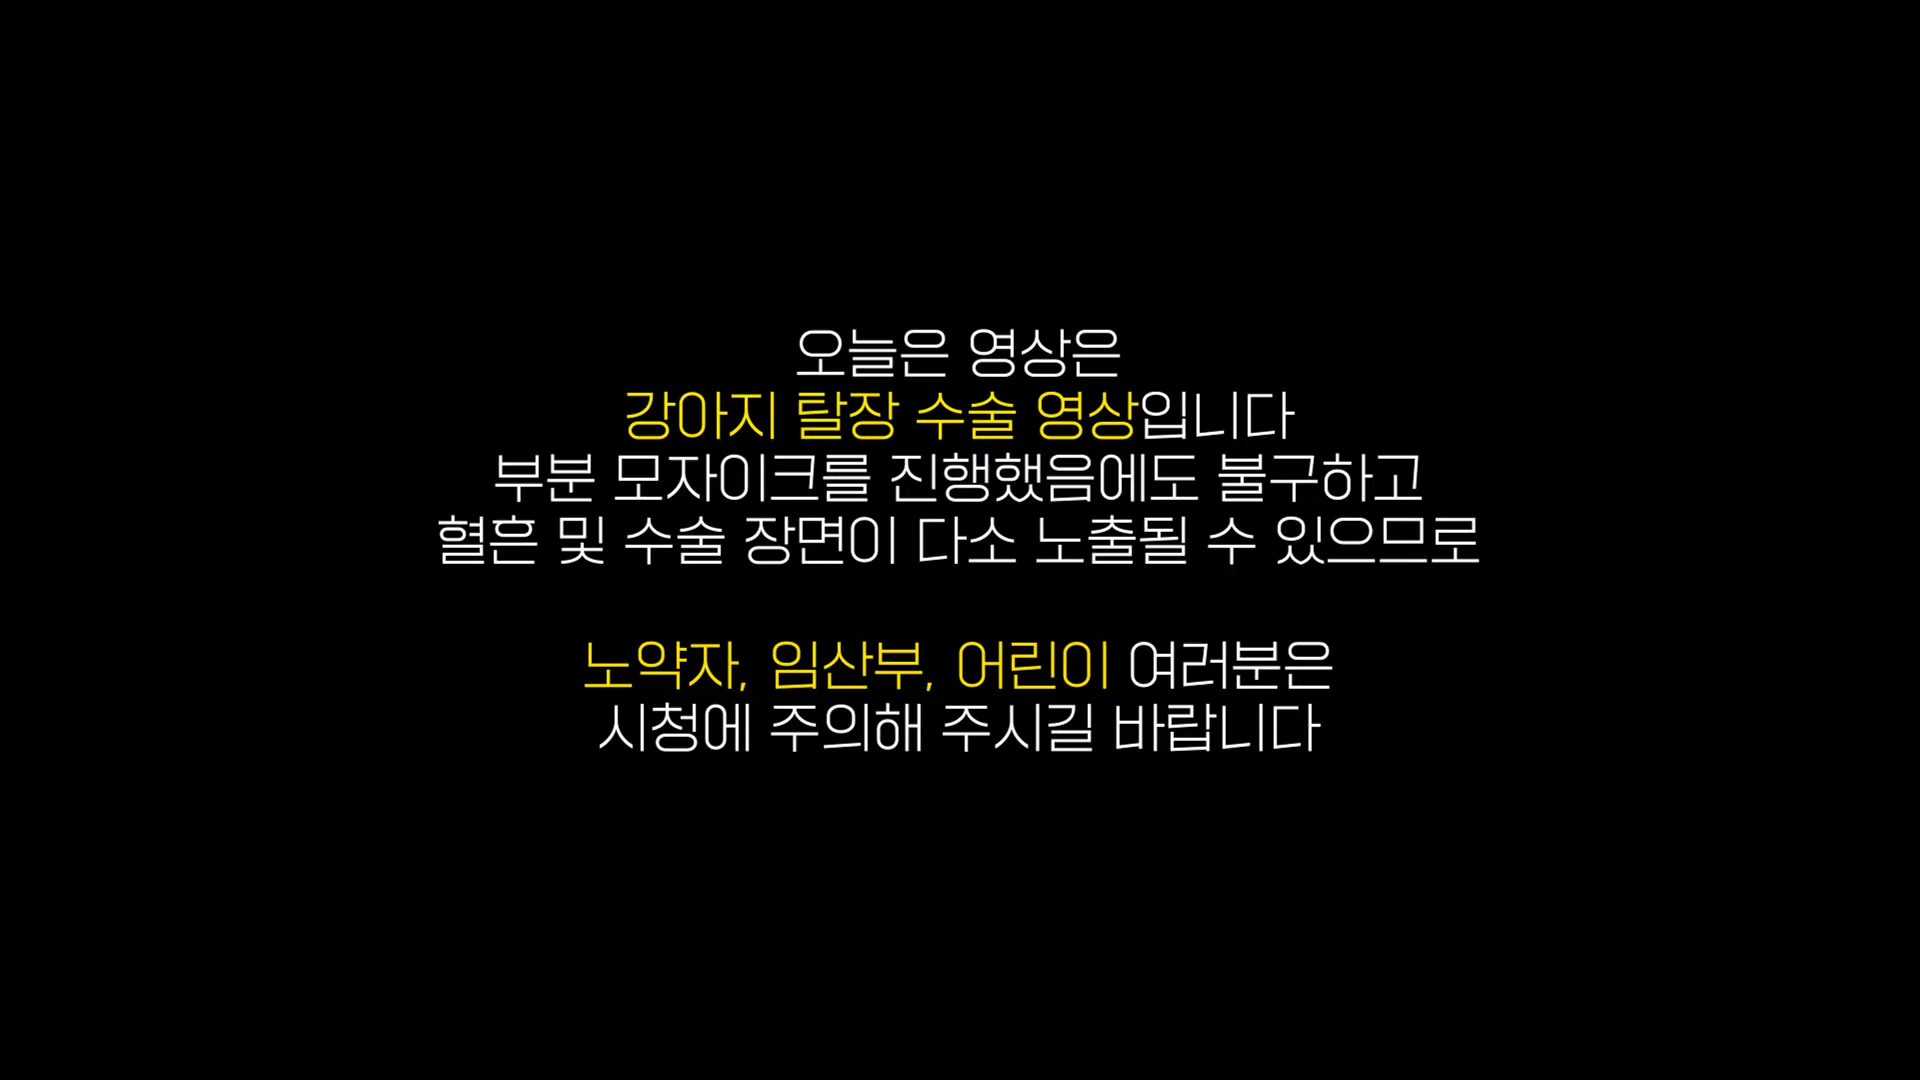 오늘은 영상은
강아지 탈장 수술 영상입니다
부분 모자이크를 진행했음에도 불구하고
혈흔 및 수술 장면이 다소 노출될 수 있으므로
노약자, 임산부, 어린이 여러분은
시청에 주의해 주시길 바랍니다